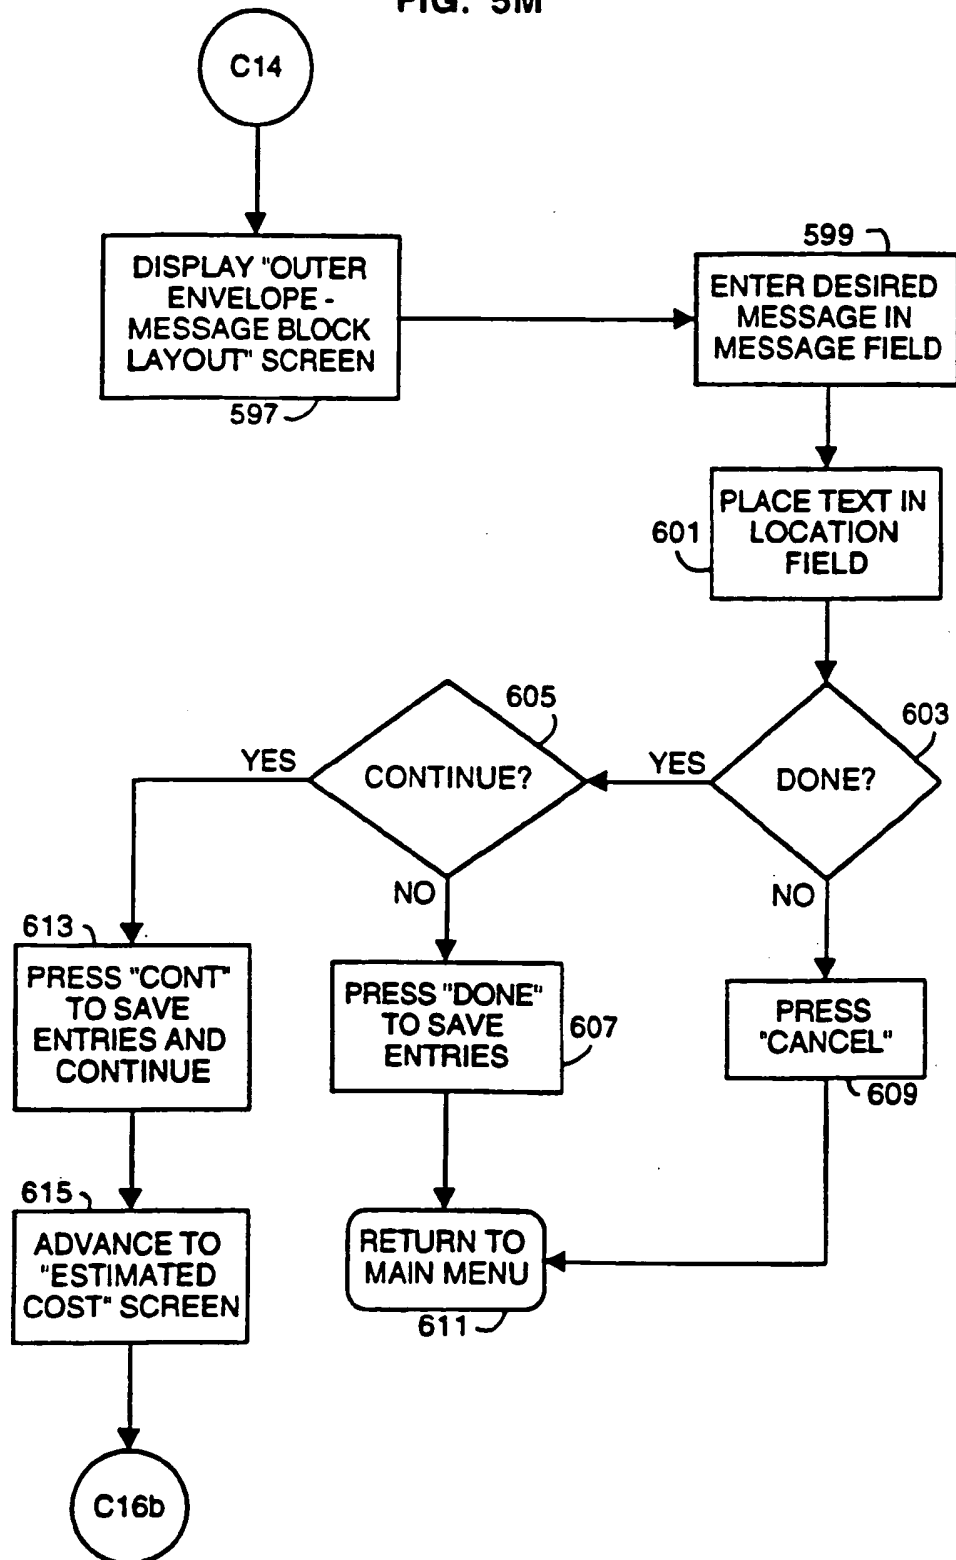 FIG. 5M
C14
DISPLAY "OUTER
ENVELOPE -
MESSAGE BLOCK
LAYOUT" SCREEN
597
599
ENTER DESIRED
MESSAGE IN
MESSAGE FIELD
601
PLACE TEXT IN
LOCATION
FIELD
603
DONE?
YES
NO
605
CONTINUE?
YES
NO
613
PRESS "CONT"
TO SAVE
ENTRIES AND
CONTINUE
PRESS "DONE"
TO SAVE
ENTRIES
607
PRESS
"CANCEL"
609
615
ADVANCE TO
"ESTIMATED
COST" SCREEN
RETURN TO
MAIN MENU
611
C16b